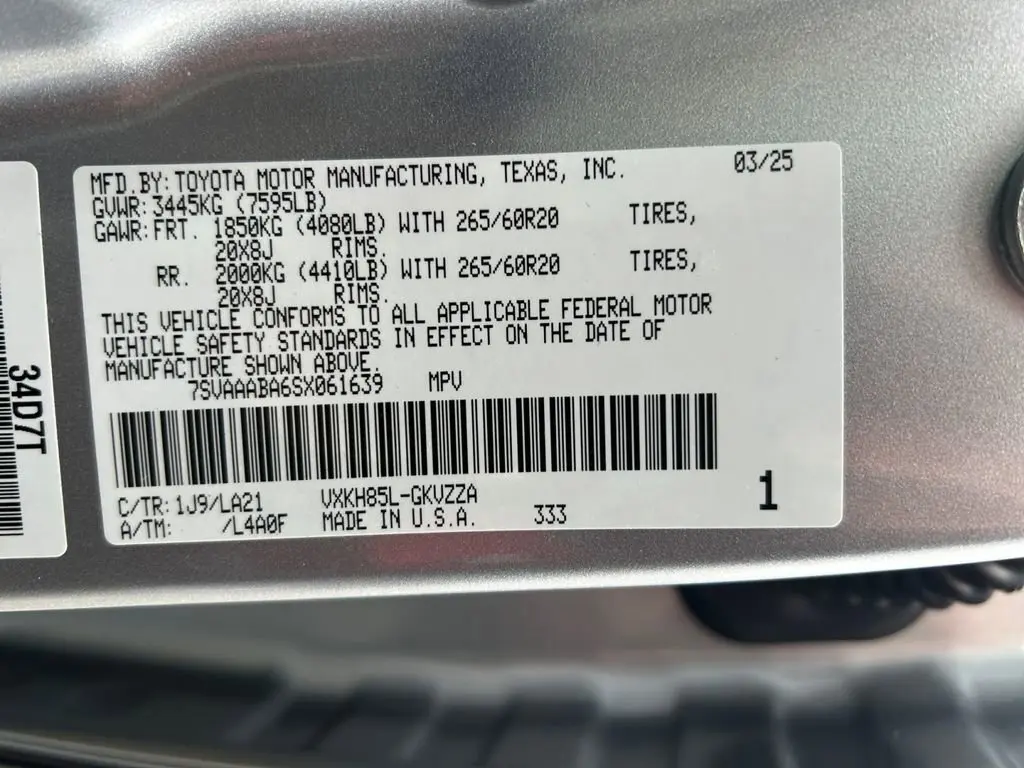 MFD.BY: TOYOTA MOTOR MANUFACTURING, TEXAS, INC. 03/25
GVWR: 3445KG (7595LB)
GAWR: FRT. 1850KG (4080LB) WITH 265/60R20 TIRES,
20X8J RIMS.
RR. 2000KG (4410LB) WITH 265/60R20 TIRES,
20X8J RIMS.
THIS VEHICLE CONFORMS TO ALL APPLICABLE FEDERAL MOTOR
VEHICLE SAFETY STANDARDS IN EFFECT ON THE DATE OF
MANUFACTURE SHOWN ABOVE.
7SVAAABA6SX061639 MPV
C/TR: 1J9/LA21 VXKH85L-GKVZZA
A/TM: /L4A0F MADE IN U.S.A. 333
1
34D7T